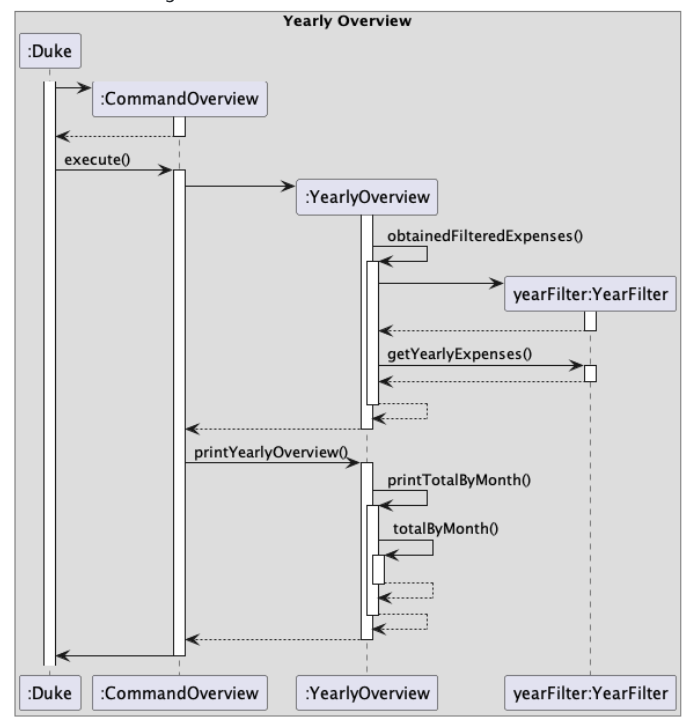 Yearly Overview
:Duke
:CommandOverview
execute()
:YearlyOverview
obtainedFilteredExpenses()
yearFilter:YearFilter
getYearlyExpenses()
printYearlyOverview()
printTotalByMonth()
totalByMonth()
:Duke
:CommandOverview
:YearlyOverview
yearFilter:YearFilter